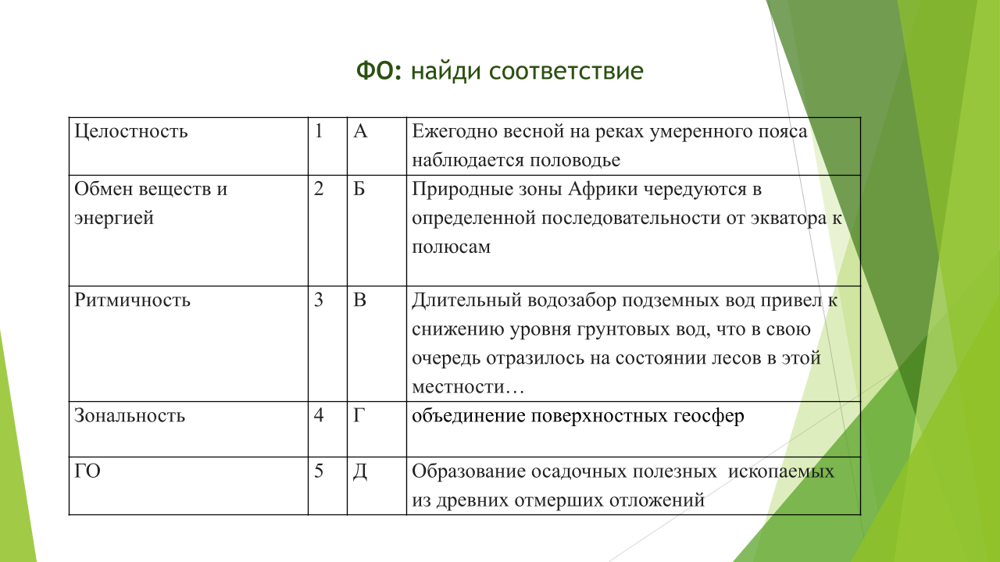 ФО: найди соответствие
Целостность 1 А Ежегодно весной на реках умеренного пояса
наблюдается половодье
Обмен веществ и 2 Б Природные зоны Африки чередуются в
энергией определенной последовательности от экватора к
полюсам
Ритмичность 3 В Длительный водозабор подземных вод привел к
снижению уровня грунтовых вод, что в свою
очередь отразилось на состоянии лесов в этой
местности…
Зональность 4 Г объединение поверхностных геосфер
ГО 5 Д Образование осадочных полезных ископаемых
из древних отмерших отложений